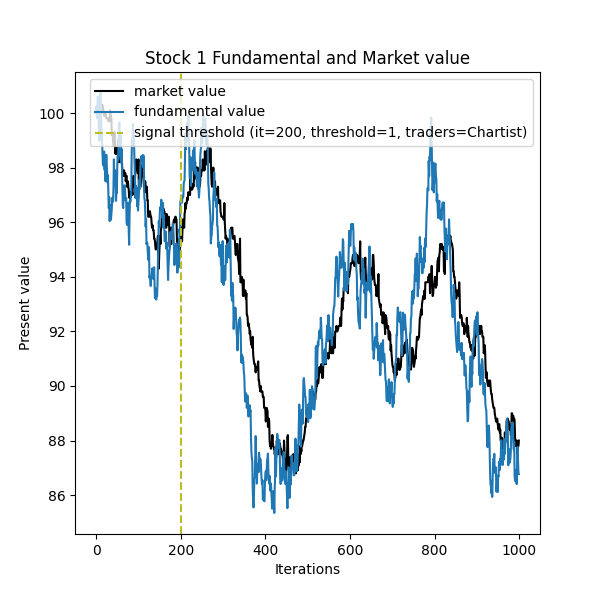 Stock 1 Fundamental and Market value
market value
fundamental value
signal threshold (it=200, threshold=1, traders=Chartist)
Present value
100
98
96
94
92
90
88
86
0 200 400 600 800 1000
Iterations